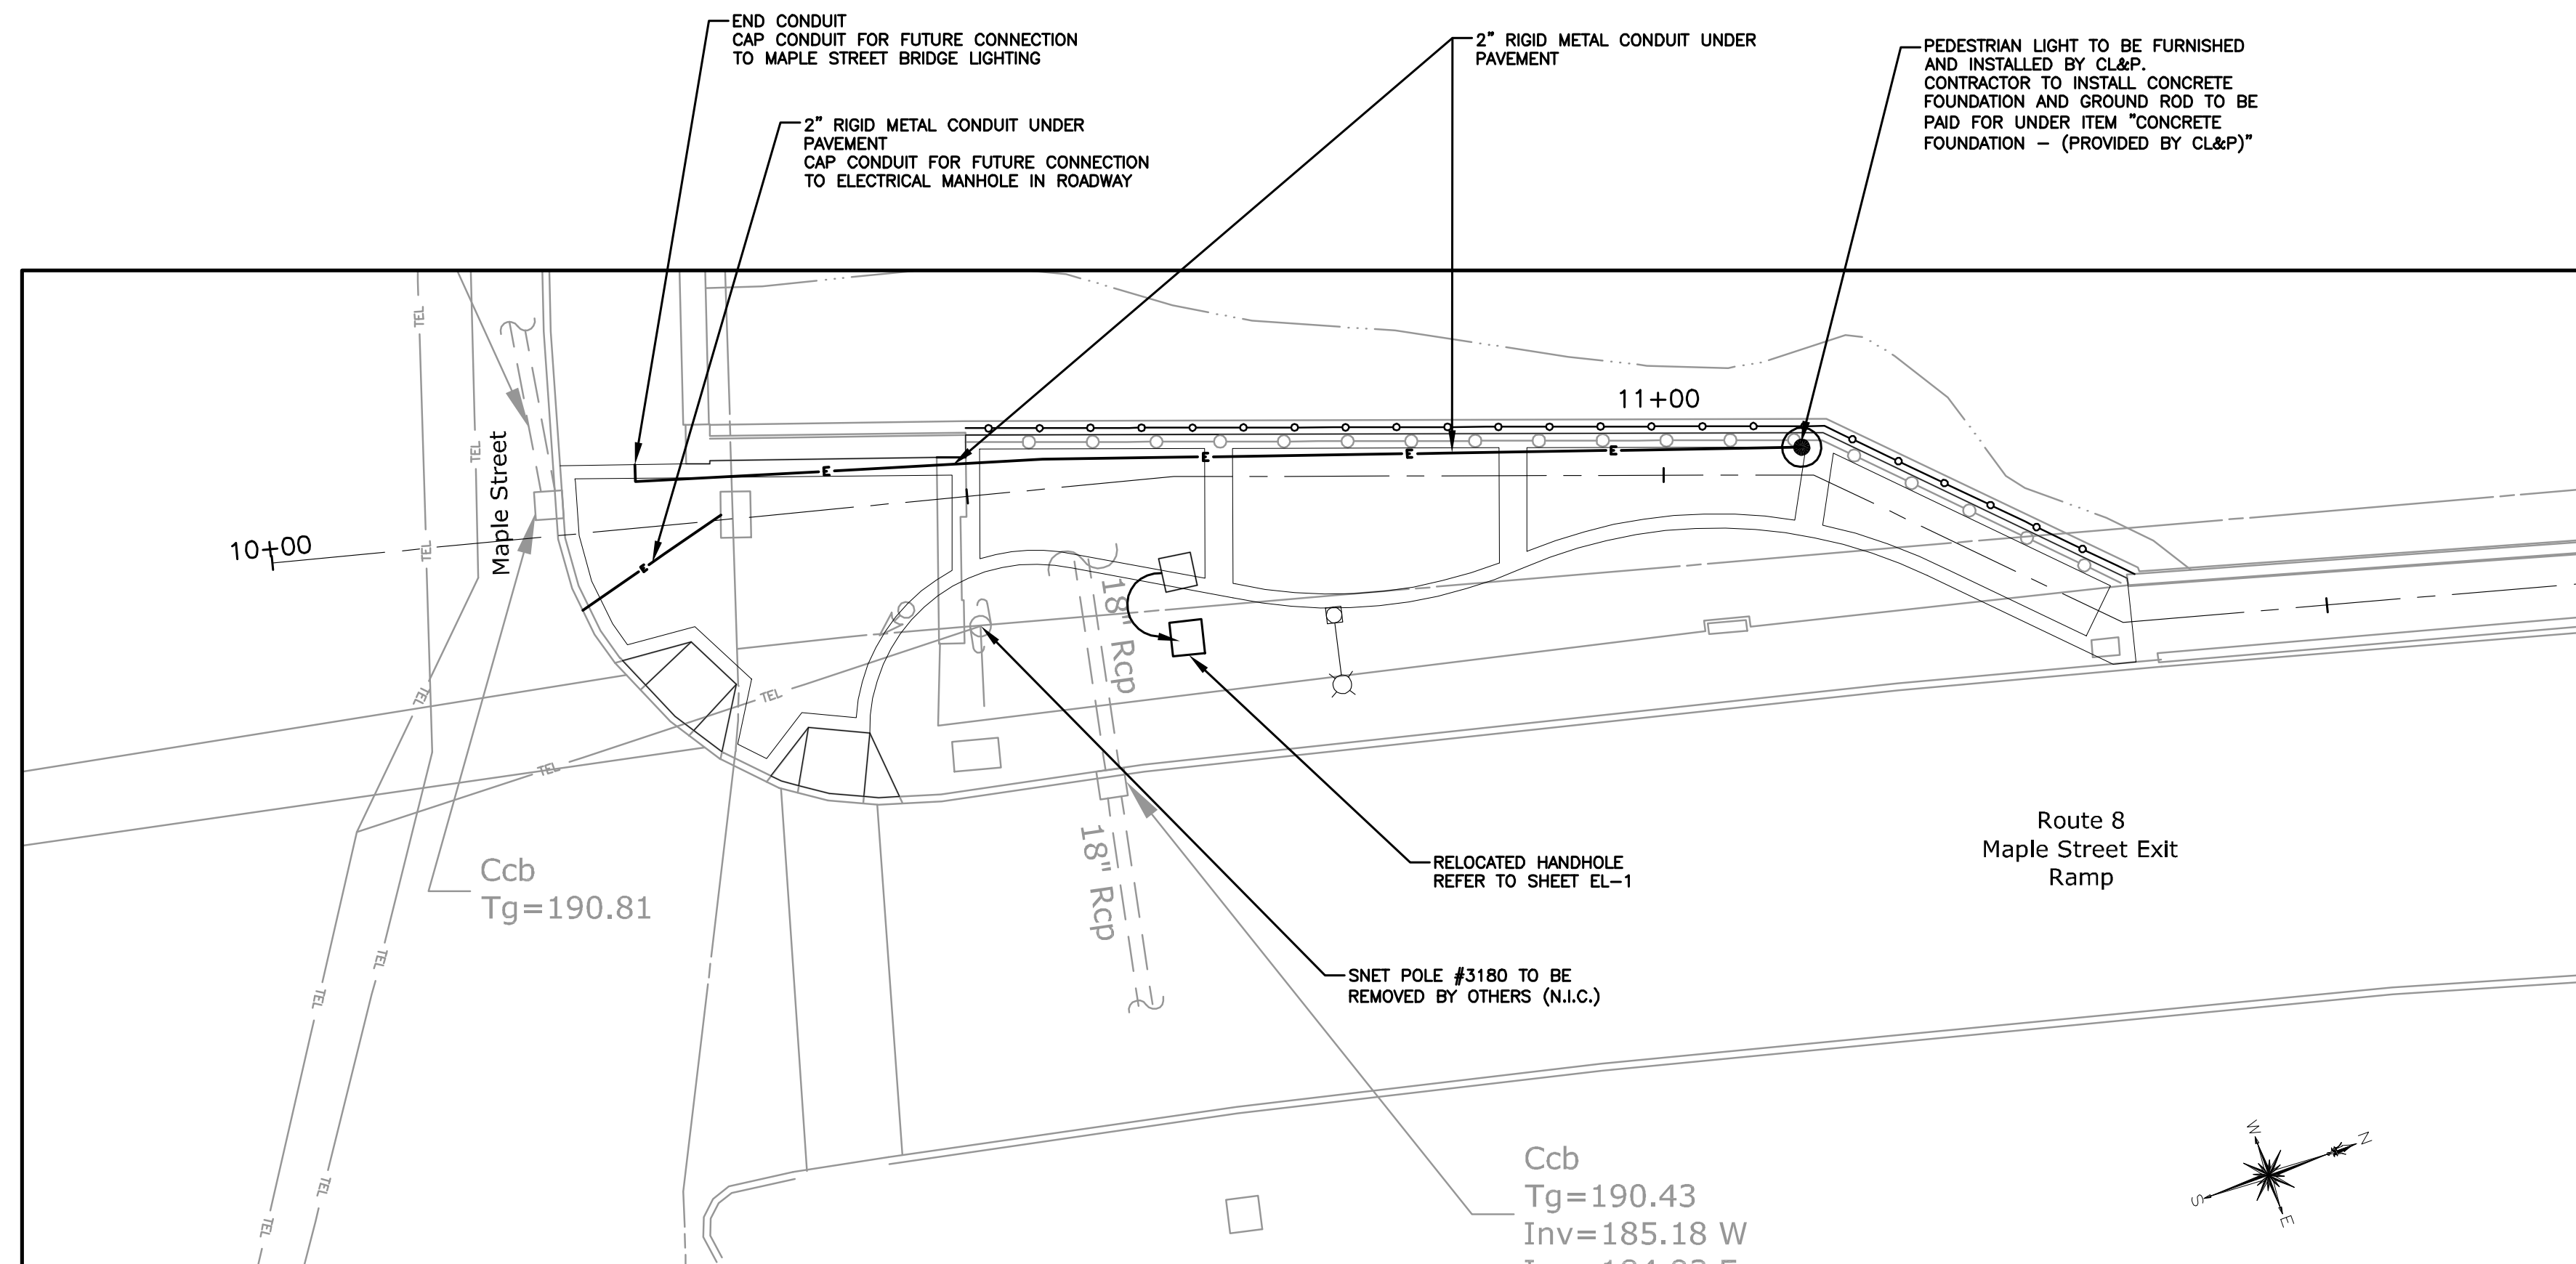 END CONDUIT
CAP CONDUIT FOR FUTURE CONNECTION
TO MAPLE STREET BRIDGE LIGHTING
2" RIGID METAL CONDUIT UNDER
PAVEMENT
CAP CONDUIT FOR FUTURE CONNECTION
TO ELECTRICAL MANHOLE IN ROADWAY
2" RIGID METAL CONDUIT UNDER
PAVEMENT
PEDESTRIAN LIGHT TO BE FURNISHED
AND INSTALLED BY CL&P.
CONTRACTOR TO INSTALL CONCRETE
FOUNDATION AND GROUND ROD TO BE
PAID FOR UNDER ITEM "CONCRETE
FOUNDATION – (PROVIDED BY CL&P)"
TEL
TEL
TEL
TEL
TEL
TEL
TEL
TEL
TEL
TEL
Maple Street
10+00
11+00
E
E
E
E
E
18" Rcp
18" Rcp
Ccb
Tg=190.81
RELOCATED HANDHOLE
REFER TO SHEET EL-1
SNET POLE #3180 TO BE
REMOVED BY OTHERS (N.I.C.)
Route 8
Maple Street Exit
Ramp
Ccb
Tg=190.43
Inv=185.18 W
W
N
S
E